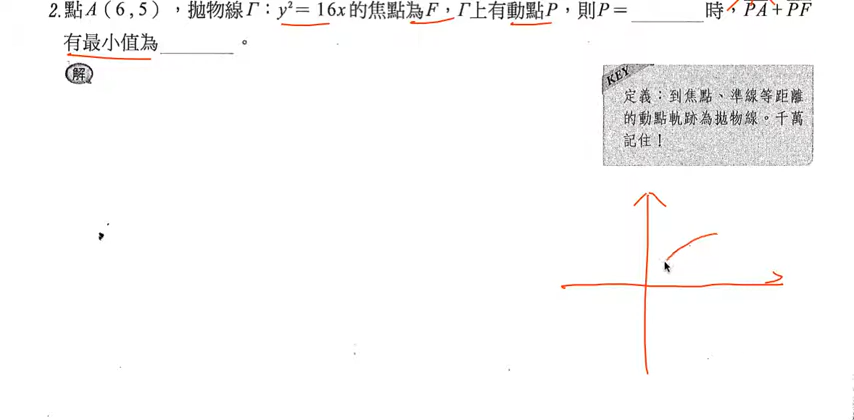 2.點A(6,5),拋物線Γ:y²=16x的焦點為F,Γ上有動點P,則P=________時,PA+PF
有最小值為________。
解
KEY
定義:到焦點、準線等距離
的動點軌跡為拋物線。千萬
記住!